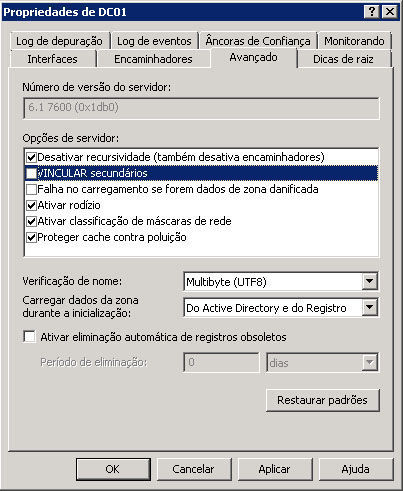 Propriedades de DC01
Log de depuração
Log de eventos
Âncoras de Confiança
Monitorando
Interfaces
Encaminhadores
Avançado
Dicas de raiz
Número de versão do servidor:
6.1 7600 (0x1db0)
Opções de servidor:
Desativar recursividade (também desativa encaminhadores)
VINCULAR secundários
Falha no carregamento se forem dados de zona danificada
Ativar rodízio
Ativar classificação de máscaras de rede
Proteger cache contra poluição
Verificação de nome:
Multibyte (UTF8)
Carregar dados da zona
durante a inicialização:
Do Active Directory e do Registro
Ativar eliminação automática de registros obsoletos
Período de eliminação:
0
dias
Restaurar padrões
OK
Cancelar
Aplicar
Ajuda